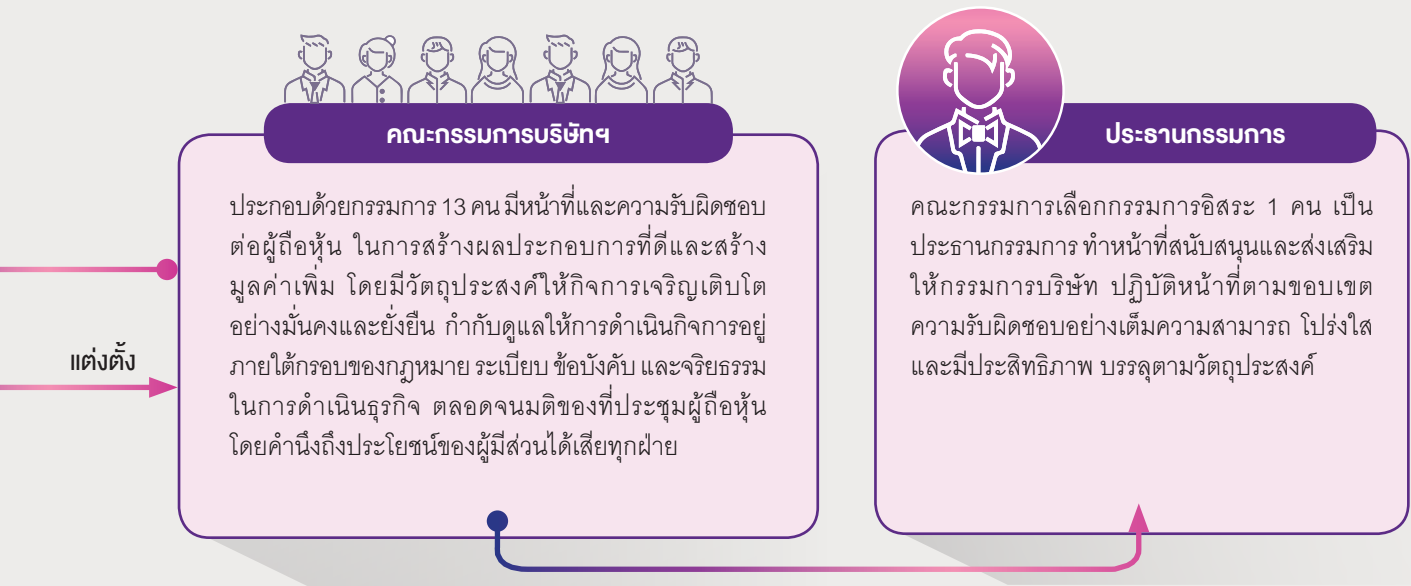 คณะกรรมการบริษัทฯ
ประกอบด้วยกรรมการ 13 คน มีหน้าที่และความรับผิดชอบ
ต่อผู้ถือหุ้น ในการสร้างผลประกอบการที่ดีและสร้าง
มูลค่าเพิ่ม โดยมีวัตถุประสงค์ให้กิจการเจริญเติบโต
อย่างมั่นคงและยั่งยืน กำกับดูแลให้การดำเนินกิจการอยู่
ภายใต้กรอบของกฎหมาย ระเบียบ ข้อบังคับ และจริยธรรม
ในการดำเนินธุรกิจ ตลอดจนมติของที่ประชุมผู้ถือหุ้น
โดยคำนึงถึงประโยชน์ของผู้มีส่วนได้เสียทุกฝ่าย
แต่งตั้ง
ประธานกรรมการ
คณะกรรมการเลือกกรรมการอิสระ 1 คน เป็น
ประธานกรรมการ ทำหน้าที่สนับสนุนและส่งเสริม
ให้กรรมการบริษัท ปฏิบัติหน้าที่ตามขอบเขต
ความรับผิดชอบอย่างเต็มความสามารถ โปร่งใส
และมีประสิทธิภาพ บรรลุตามวัตถุประสงค์